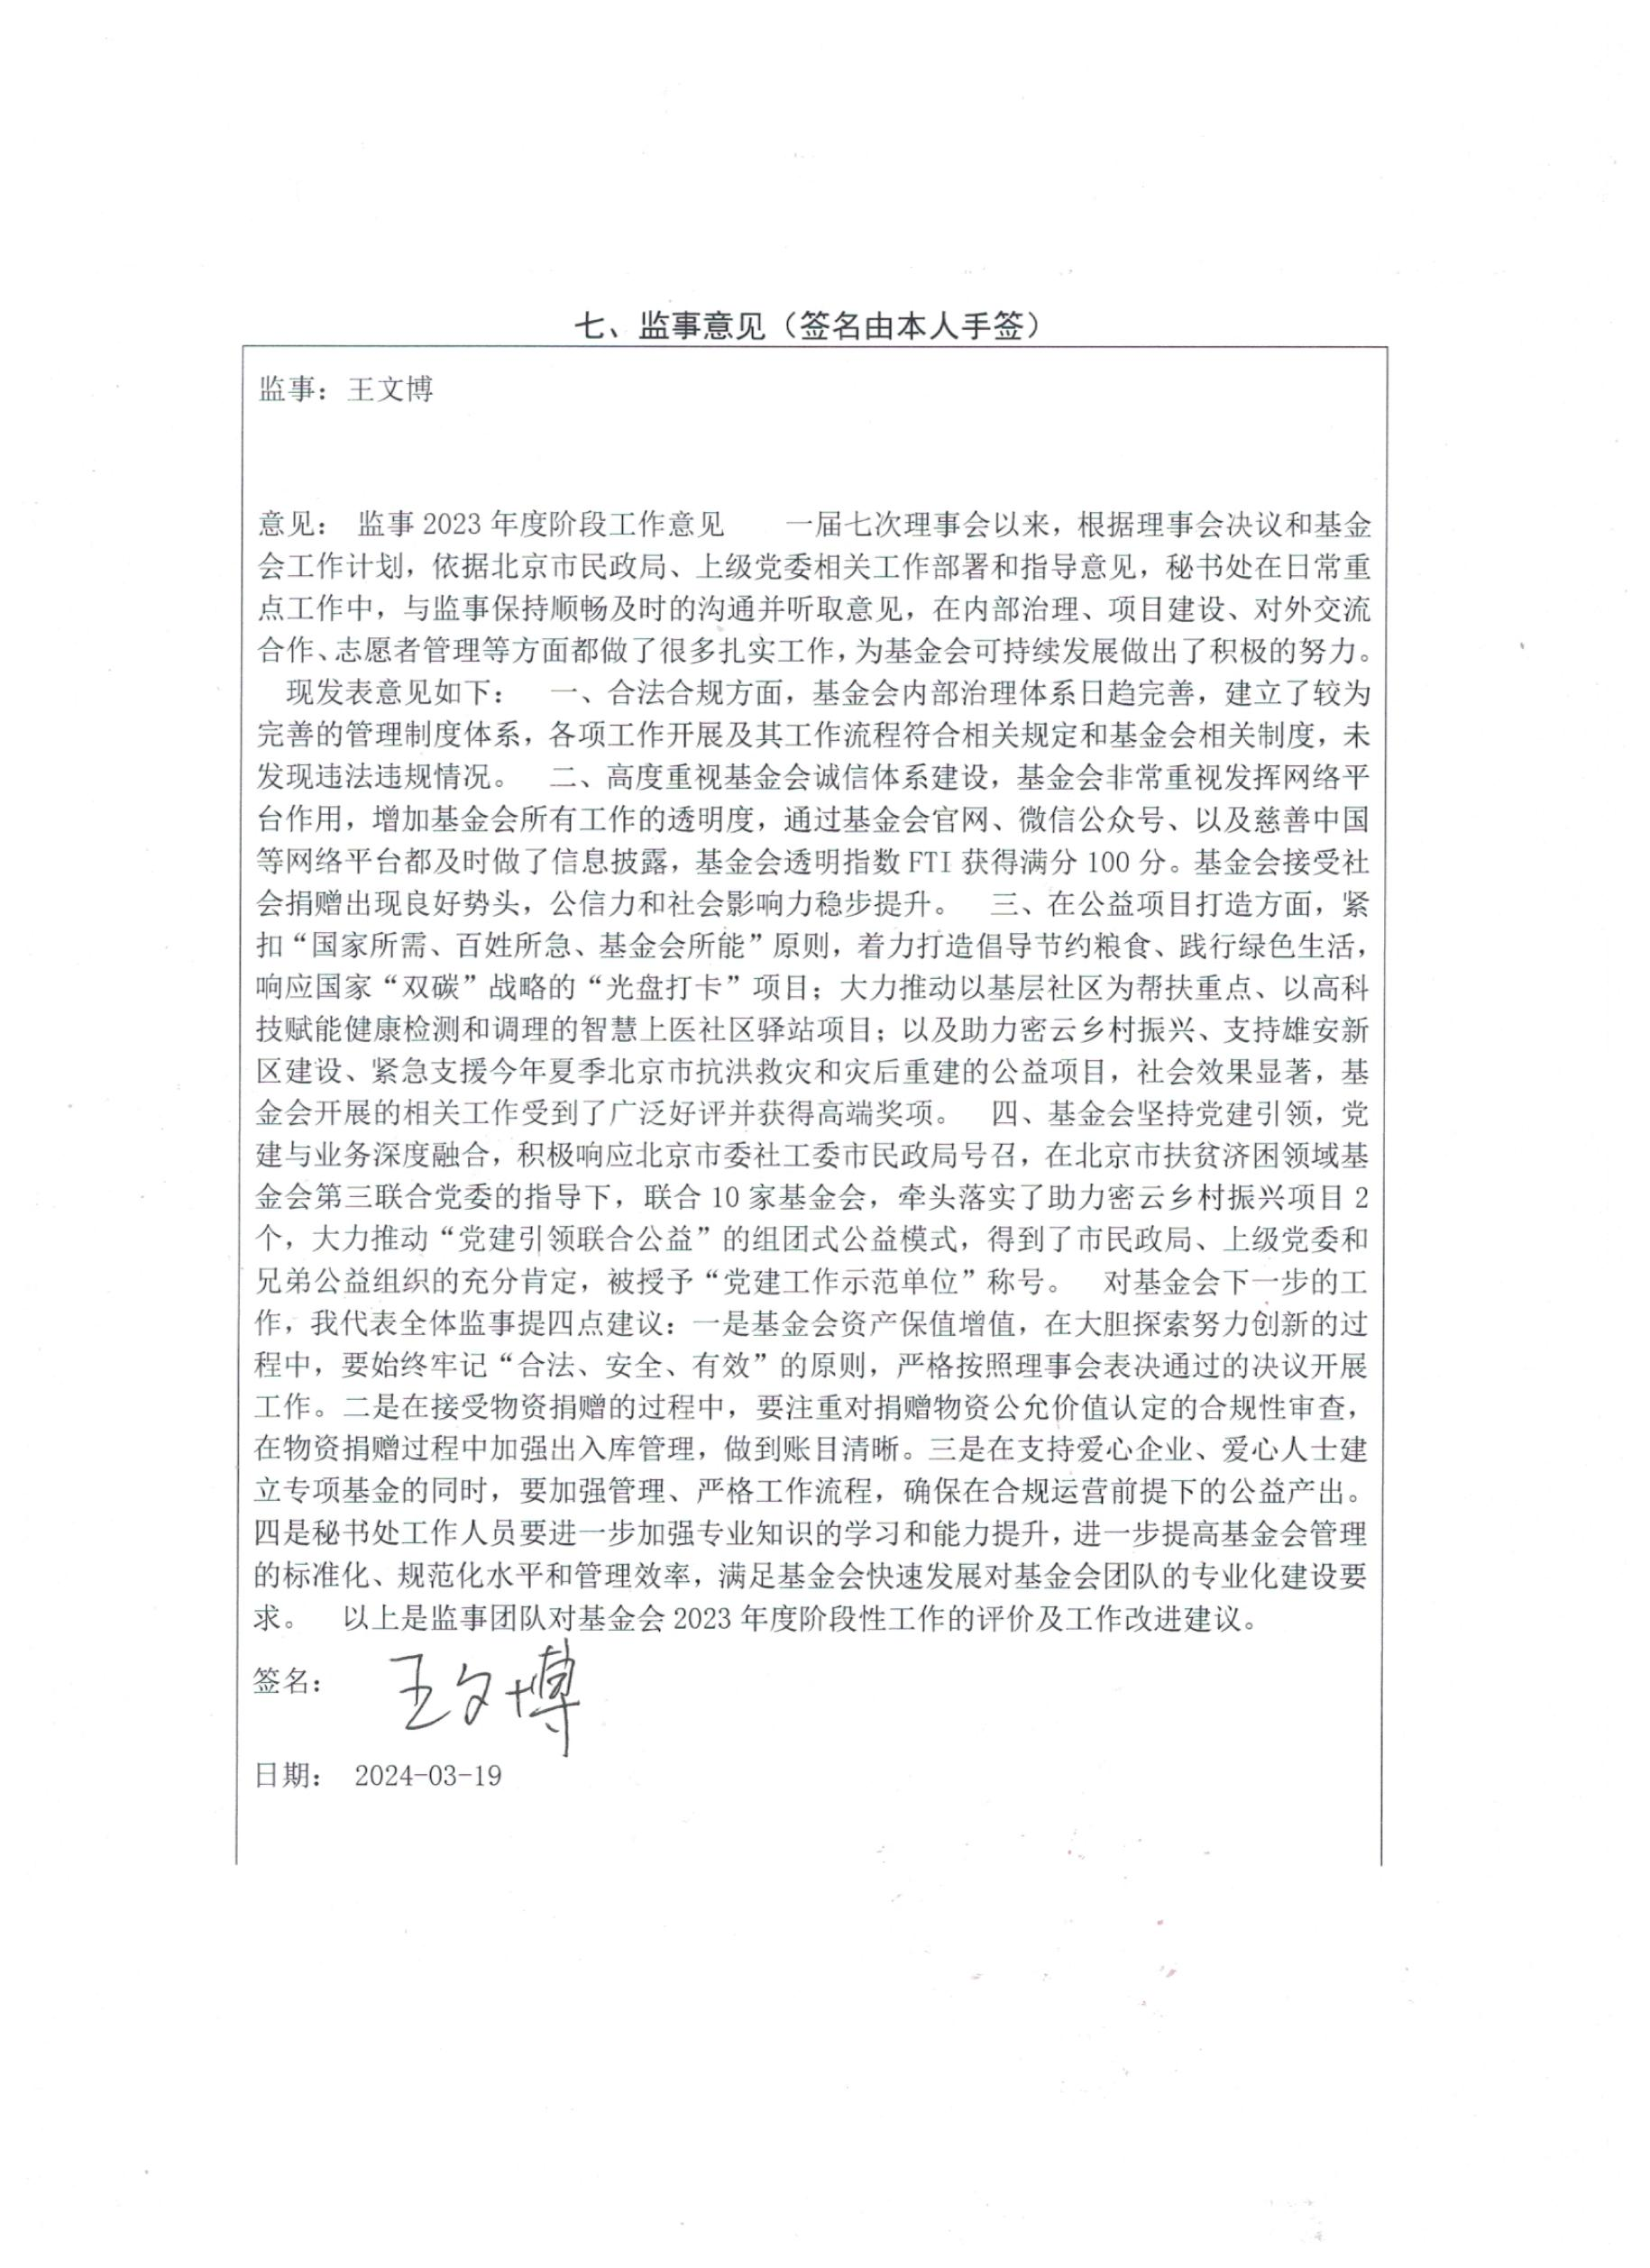 七、监事意见（签名由本人手签）
监事：王文博
意见： 监事 2023 年度阶段工作意见　　一届七次理事会以来，根据理事会决议和基金
会工作计划，依据北京市民政局、上级党委相关工作部署和指导意见，秘书处在日常重
点工作中，与监事保持顺畅及时的沟通并听取意见，在内部治理、项目建设、对外交流
合作、志愿者管理等方面都做了很多扎实工作，为基金会可持续发展做出了积极的努力。
现发表意见如下：　一、合法合规方面，基金会内部治理体系日趋完善，建立了较为
完善的管理制度体系，各项工作开展及其工作流程符合相关规定和基金会相关制度，未
发现违法违规情况。　二、高度重视基金会诚信体系建设，基金会非常重视发挥网络平
台作用，增加基金会所有工作的透明度，通过基金会官网、微信公众号、以及慈善中国
等网络平台都及时做了信息披露，基金会透明指数 FTI 获得满分 100 分。基金会接受社
会捐赠出现良好势头，公信力和社会影响力稳步提升。　三、在公益项目打造方面，紧
扣“国家所需、百姓所急、基金会所能”原则，着力打造倡导节约粮食、践行绿色生活，
响应国家“双碳”战略的“光盘打卡”项目；大力推动以基层社区为帮扶重点、以高科
技赋能健康检测和调理的智慧上医社区驿站项目；以及助力密云乡村振兴、支持雄安新
区建设、紧急支援今年夏季北京市抗洪救灾和灾后重建的公益项目，社会效果显著，基
金会开展的相关工作受到了广泛好评并获得高端奖项。　四、基金会坚持党建引领，党
建与业务深度融合，积极响应北京市委社工委市民政局号召，在北京市扶贫济困领域基
金会第三联合党委的指导下，联合 10 家基金会，牵头落实了助力密云乡村振兴项目 2
个，大力推动“党建引领联合公益”的组团式公益模式，得到了市民政局、上级党委和
兄弟公益组织的充分肯定，被授予“党建工作示范单位”称号。　对基金会下一步的工
作，我代表全体监事提四点建议：一是基金会资产保值增值，在大胆探索努力创新的过
程中，要始终牢记“合法、安全、有效”的原则，严格按照理事会表决通过的决议开展
工作。二是在接受物资捐赠的过程中，要注重对捐赠物资公允价值认定的合规性审查，
在物资捐赠过程中加强出入库管理，做到账目清晰。三是在支持爱心企业、爱心人士建
立专项基金的同时，要加强管理、严格工作流程，确保在合规运营前提下的公益产出。
四是秘书处工作人员要进一步加强专业知识的学习和能力提升，进一步提高基金会管理
的标准化、规范化水平和管理效率，满足基金会快速发展对基金会团队的专业化建设要
求。　以上是监事团队对基金会 2023 年度阶段性工作的评价及工作改进建议。
签名： 王文博
日期： 2024-03-19